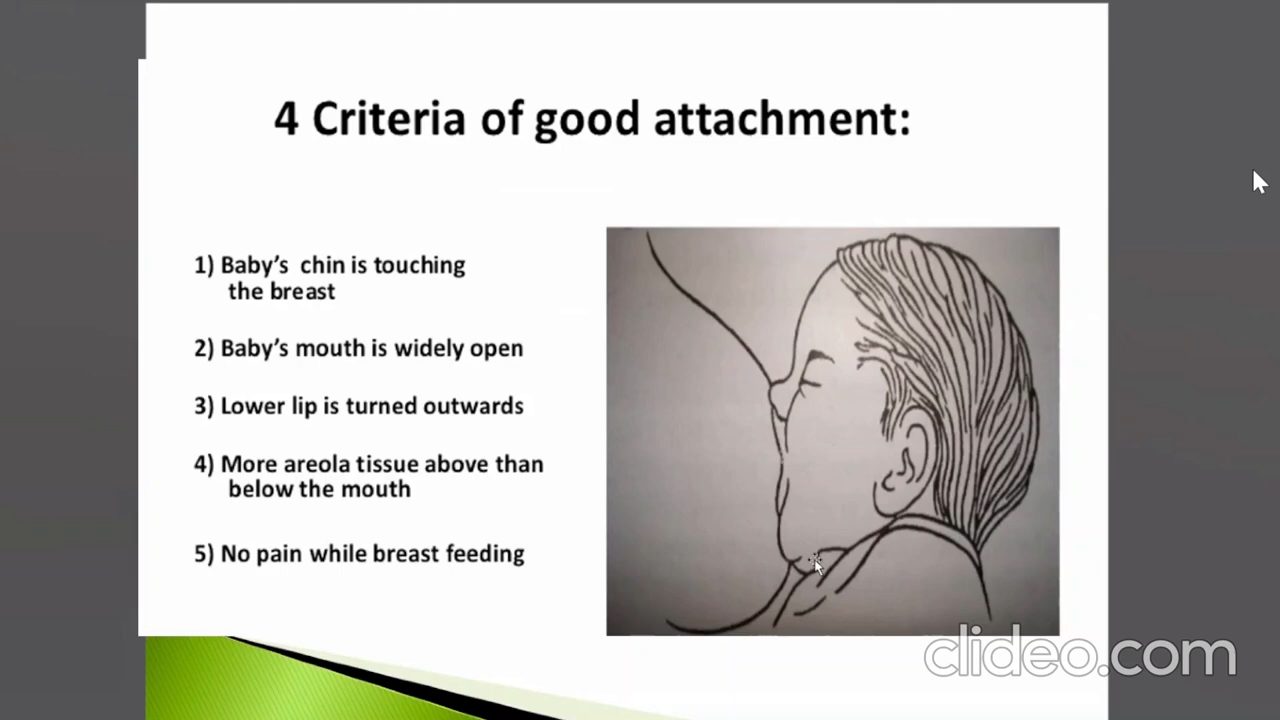 4 Criteria of good attachment:
1) Baby's chin is touching
the breast
2) Baby's mouth is widely open
3) Lower lip is turned outwards
4) More areola tissue above than
below the mouth
5) No pain while breast feeding
clideo.com